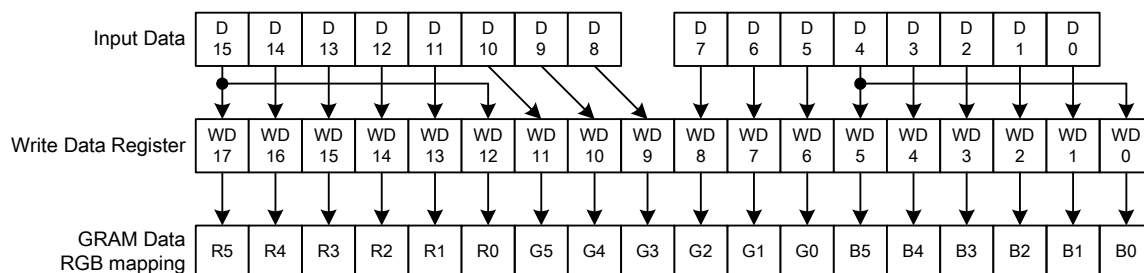 Input Data
D 15 D 14 D 13 D 12 D 11 D 10 D 9 D 8 D 7 D 6 D 5 D 4 D 3 D 2 D 1 D 0
Write Data Register
WD 17 WD 16 WD 15 WD 14 WD 13 WD 12 WD 11 WD 10 WD 9 WD 8 WD 7 WD 6 WD 5 WD 4 WD 3 WD 2 WD 1 WD 0
GRAM Data
RGB mapping
R5 R4 R3 R2 R1 R0 G5 G4 G3 G2 G1 G0 B5 B4 B3 B2 B1 B0